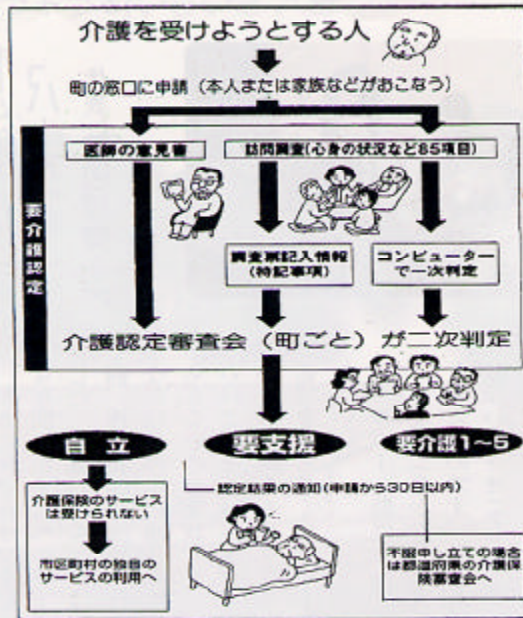 介護を受けようとする人
町の窓口に申請(本人または家族などがおこなう)
医師の意見書
訪問調査(心身の状況など85項目)
要介護認定
調査票記入情報
(特記事項)
コンピューター
で一次判定
介護認定審査会(町ごと)が二次判定
自立
要支援
要介護1〜5
認定結果の通知(申請から30日以内)
介護保険のサービス
は受けられない
市区町村の独自の
サービスの利用へ
不服申し立ての場合
は都道府県の介護保
険審査会へ